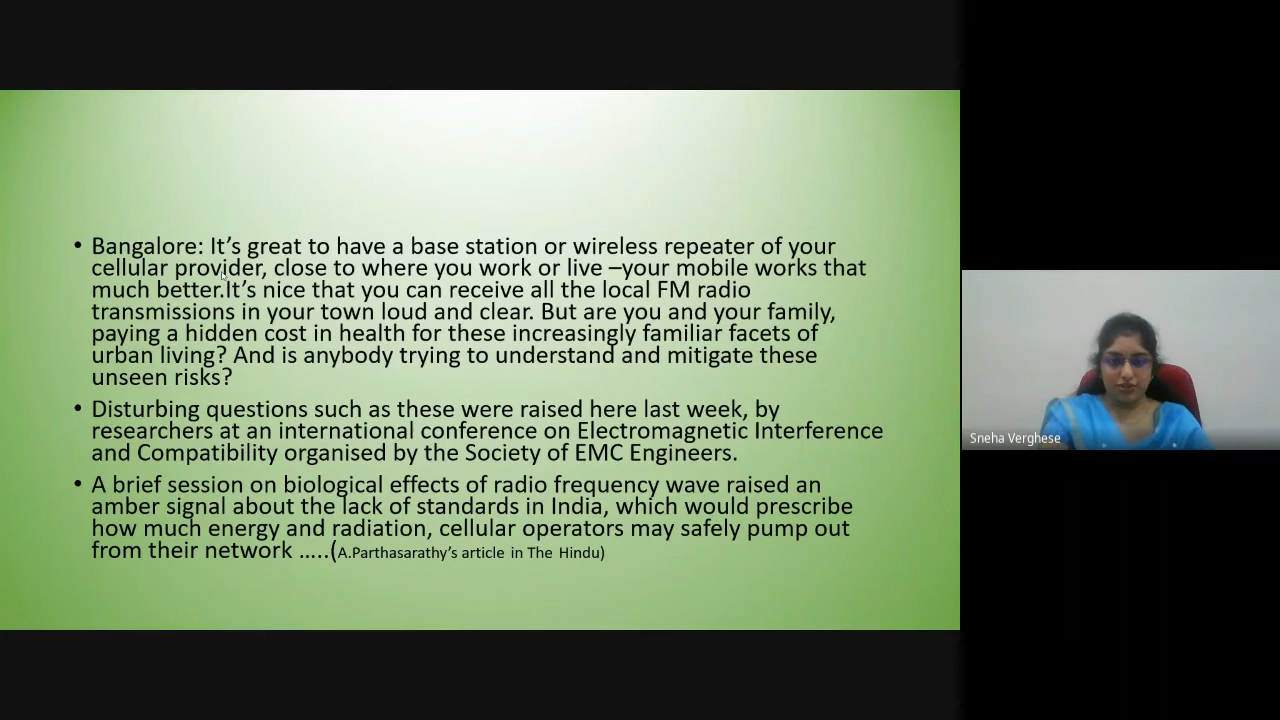 • Bangalore: It’s great to have a base station or wireless repeater of your
cellular provider, close to where you work or live –your mobile works that
much better.It’s nice that you can receive all the local FM radio
transmissions in your town loud and clear. But are you and your family,
paying a hidden cost in health for these increasingly familiar facets of
urban living? And is anybody trying to understand and mitigate these
unseen risks?
• Disturbing questions such as these were raised here last week, by
researchers at an international conference on Electromagnetic Interference
and Compatibility organised by the Society of EMC Engineers.
• A brief session on biological effects of radio frequency wave raised an
amber signal about the lack of standards in India, which would prescribe
how much energy and radiation, cellular operators may safely pump out
from their network …..(A.Parthasarathy’s article in The Hindu)
Sneha Verghese